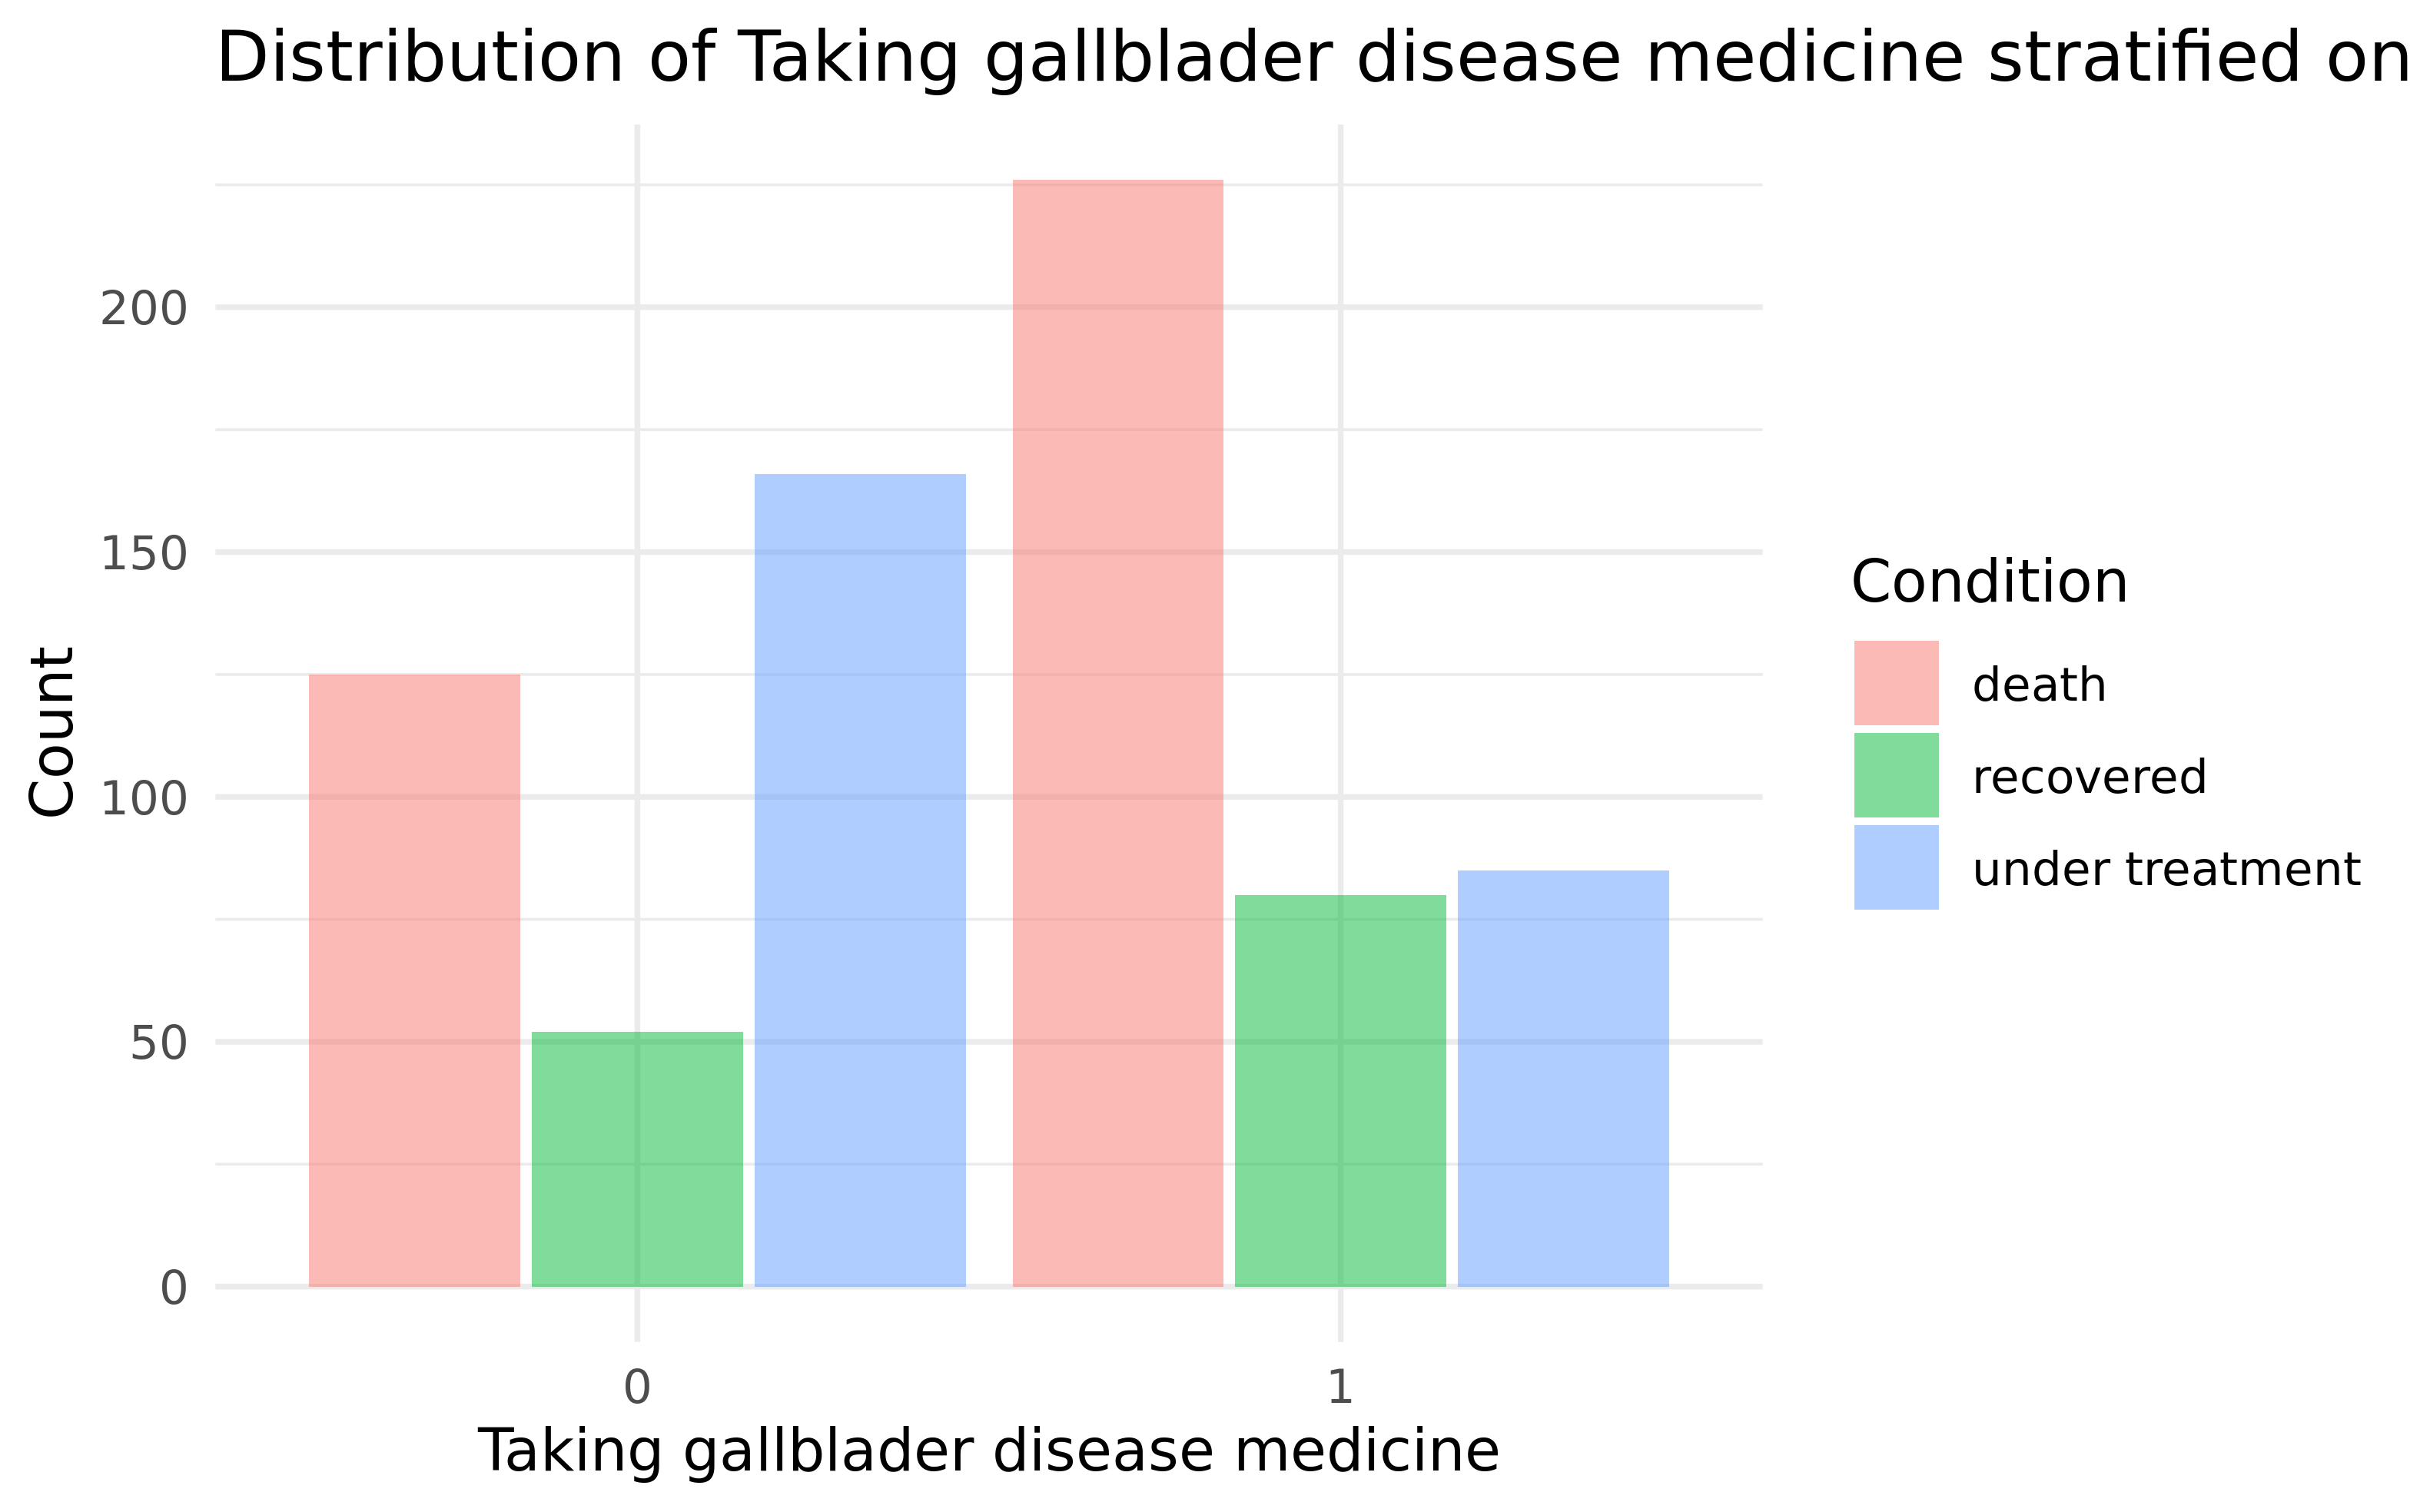 Distribution of Taking gallblader disease medicine stratified on
200
150
100
50
0
Count
0
1
Taking gallblader disease medicine
Condition
death
recovered
under treatment